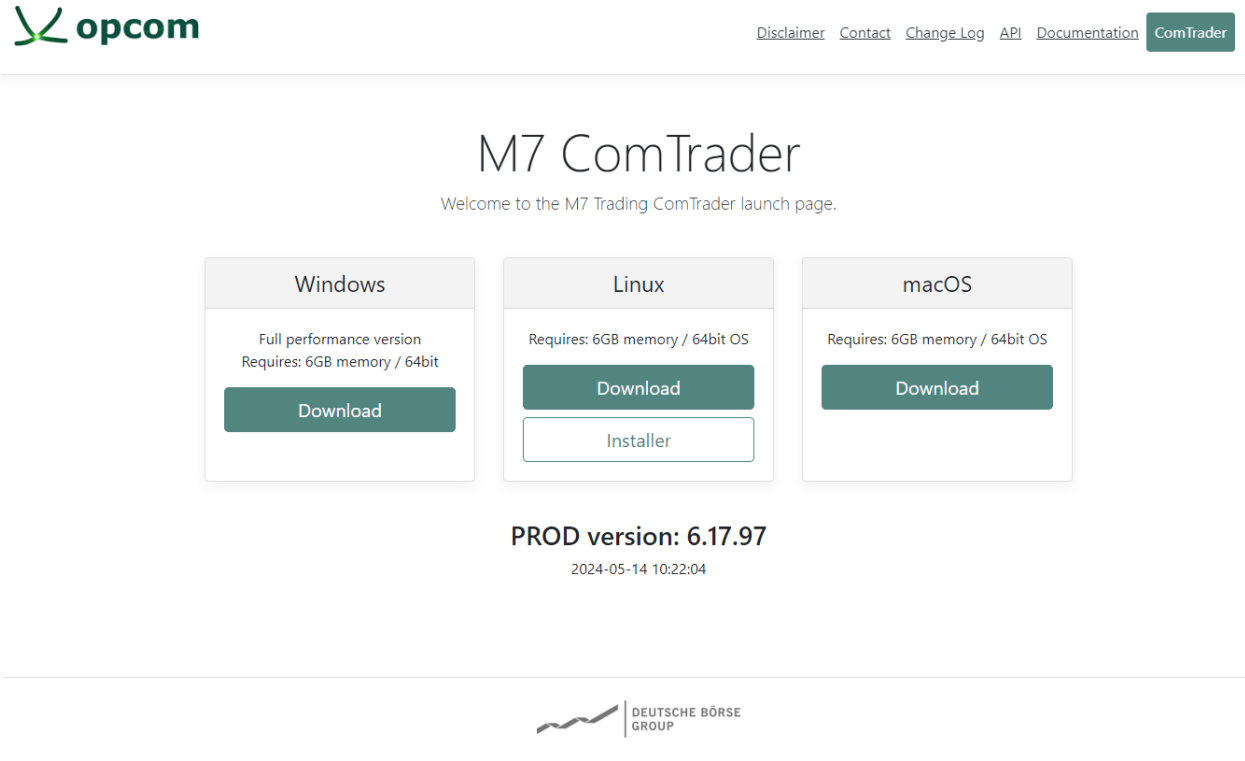 opcom
Disclaimer Contact Change Log API Documentation ComTrader
M7 ComTrader
Welcome to the M7 Trading ComTrader launch page.
Windows
Full performance version
Requires: 6GB memory / 64bit
Download
Linux
Requires: 6GB memory / 64bit OS
Download
Installer
macOS
Requires: 6GB memory / 64bit OS
Download
PROD version: 6.17.97
2024-05-14 10:22:04
DEUTSCHE BÖRSE
GROUP